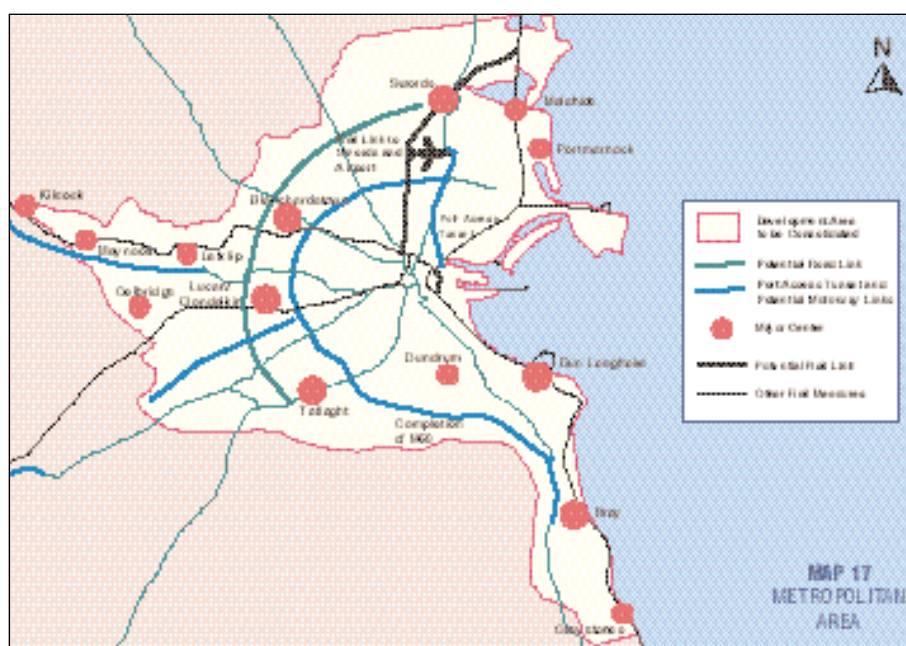 N
Swords
Malahide
Rail Link to
Swords and
Airport
Portmarnock
Kilcock
Blanchardstown
Port Access
Tunnel
Maynooth
Leixlip
Celbridge
Lucan/
Clondalkin
Dundrum
Dun Laoghaire
Tallaght
Completion
of M50
Bray
Greystones
Development Area
to be Consolidated
Potential Road Link
Port Access Tunnel and
Potential Motorway Links
Major Centre
Potential Rail Link
Other Rail Measures
MAP 17
METROPOLITAN
AREA